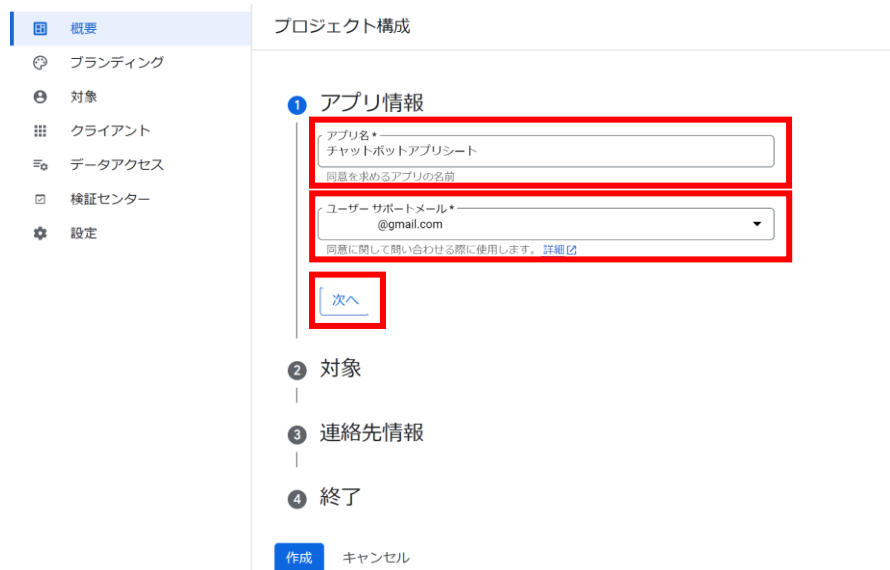 概要
ブランディング
対象
クライアント
データアクセス
検証センター
設定
プロジェクト構成
1 アプリ情報
アプリ名 *
チャットボットアプリシート
同意を求めるアプリの名前
ユーザー サポートメール *
@gmail.com
同意に関して問い合わせる際に使用します。 詳細
次へ
2 対象
3 連絡先情報
4 終了
作成 キャンセル